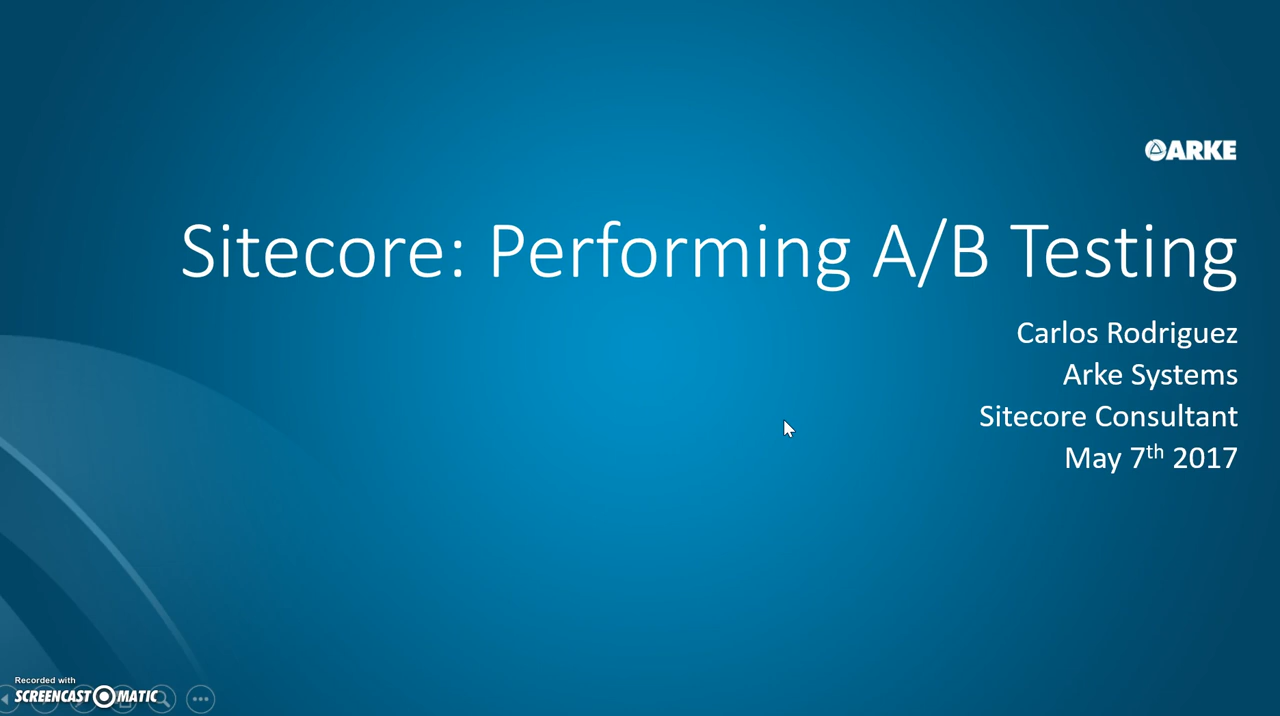 ARKE
Sitecore: Performing A/B Testing
Carlos Rodriguez
Arke Systems
Sitecore Consultant
May 7th 2017
Recorded with
SCREENCAST MATIC